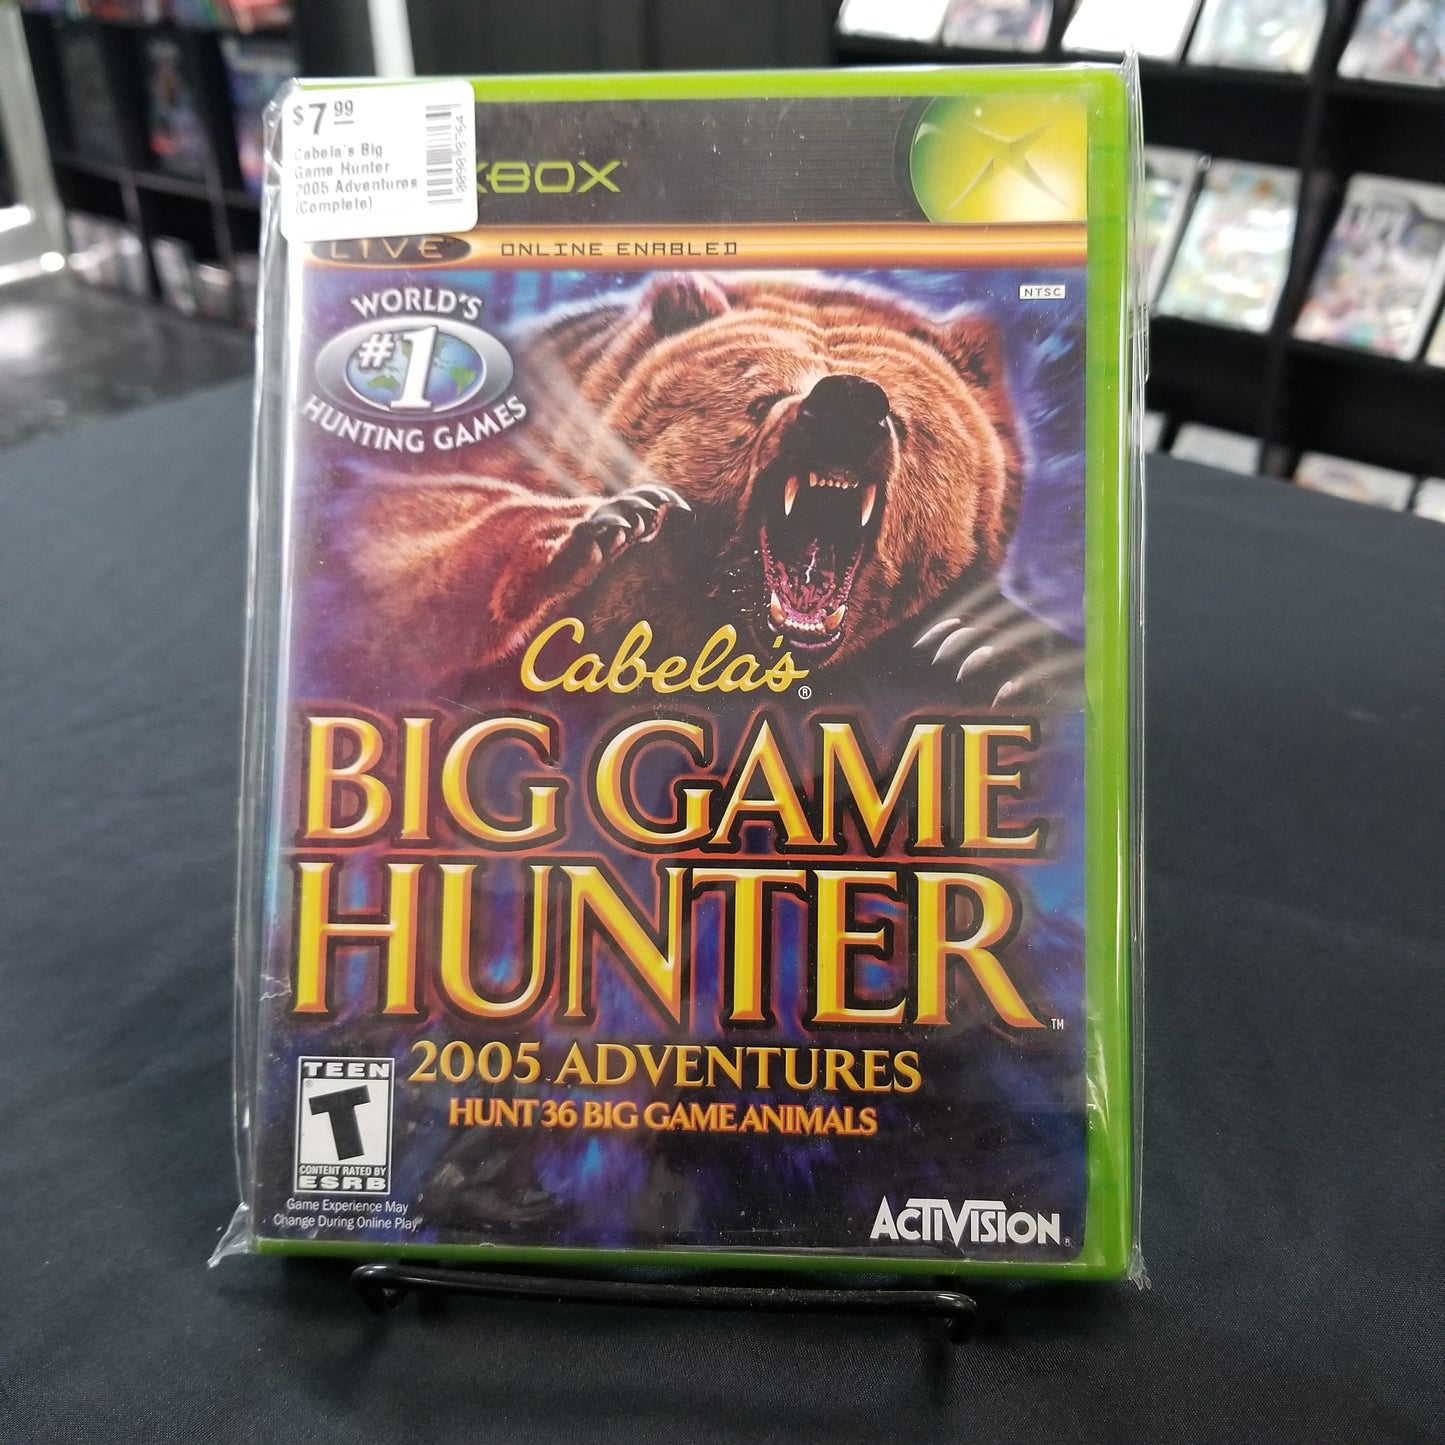 $7.99
Cabela's Big
Game Hunter
2005 Adventures
(Complete)
XBOX
LIVE ONLINE ENABLED
NTSC
WORLD'S
#1
HUNTING GAMES
Cabela's®
BIG GAME
HUNTER™
2005 ADVENTURES
HUNT 36 BIG GAME ANIMALS
TEEN
T
CONTENT RATED BY
ESRB
Game Experience May
Change During Online Play
ACTIVISION®